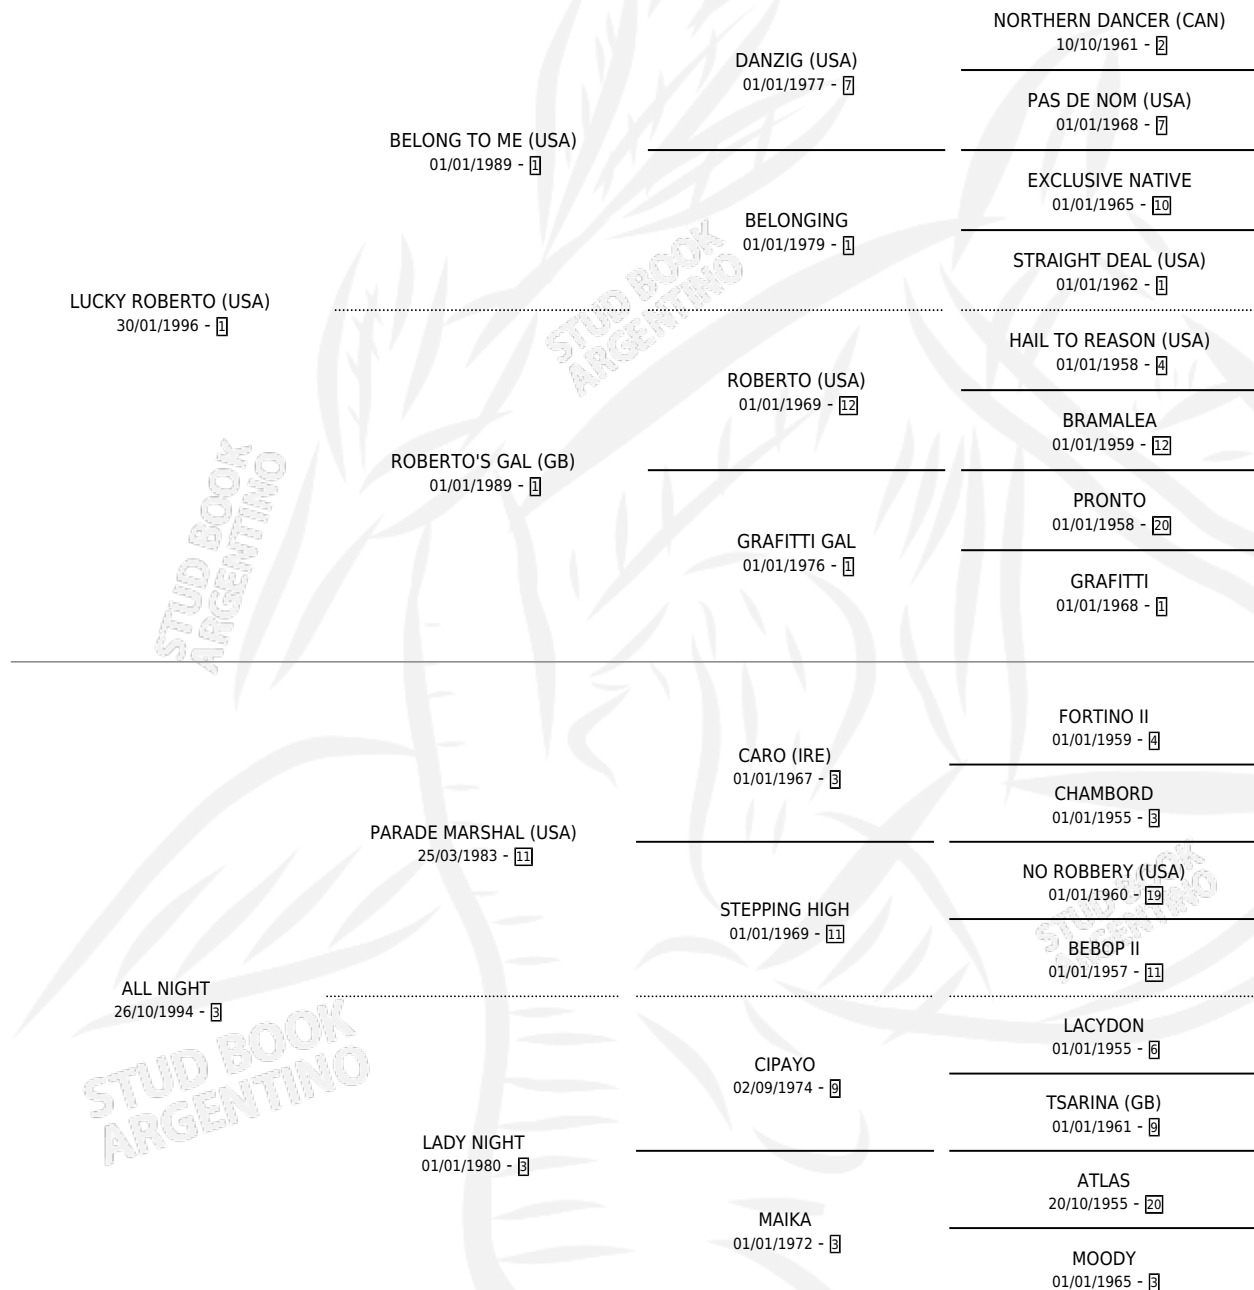 NORTHERN DANCER (CAN)
10/10/1961 - 2
DANZIG (USA)
01/01/1977 - 7
PAS DE NOM (USA)
01/01/1968 - 7
BELONG TO ME (USA)
01/01/1989 - 1
EXCLUSIVE NATIVE
01/01/1965 - 10
BELONGING
01/01/1979 - 1
STRAIGHT DEAL (USA)
01/01/1962 - 1
LUCKY ROBERTO (USA)
30/01/1996 - 1
HAIL TO REASON (USA)
01/01/1958 - 4
ROBERTO (USA)
01/01/1969 - 12
BRAMALEA
01/01/1959 - 12
ROBERTO'S GAL (GB)
01/01/1989 - 1
PRONTO
01/01/1958 - 20
GRAFITTI GAL
01/01/1976 - 1
GRAFITTI
01/01/1968 - 1
FORTINO II
01/01/1959 - 4
CARO (IRE)
01/01/1967 - 3
CHAMBORD
01/01/1955 - 3
PARADE MARSHAL (USA)
25/03/1983 - 11
NO ROBBERY (USA)
01/01/1960 - 19
STEPPING HIGH
01/01/1969 - 11
BEBOP II
01/01/1957 - 11
ALL NIGHT
26/10/1994 - 3
LACYDON
01/01/1955 - 6
CIPAYO
02/09/1974 - 9
TSARINA (GB)
01/01/1961 - 9
LADY NIGHT
01/01/1980 - 3
ATLAS
20/10/1955 - 20
MAIKA
01/01/1972 - 3
MOODY
01/01/1965 - 3
STUD BOOK
ARGENTINO
STUD BOOK
ARGENTINO
STUD BOOK
ARGENTINO
STUD BOOK
ARGENTINO